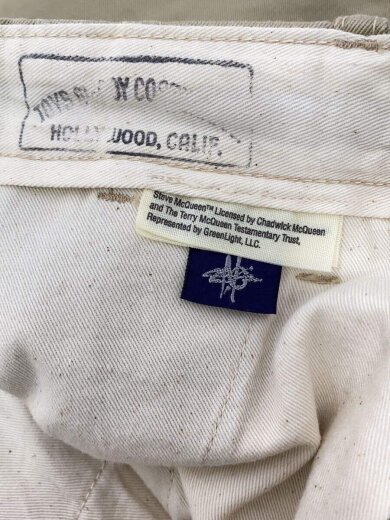 TOYS McCOY
HOLLYWOOD, CALIF.
Steve McQueen™ Licensed by Chadwick McQueen
and The Terry McQueen Testamentary Trust,
Represented by GreenLight, LLC.